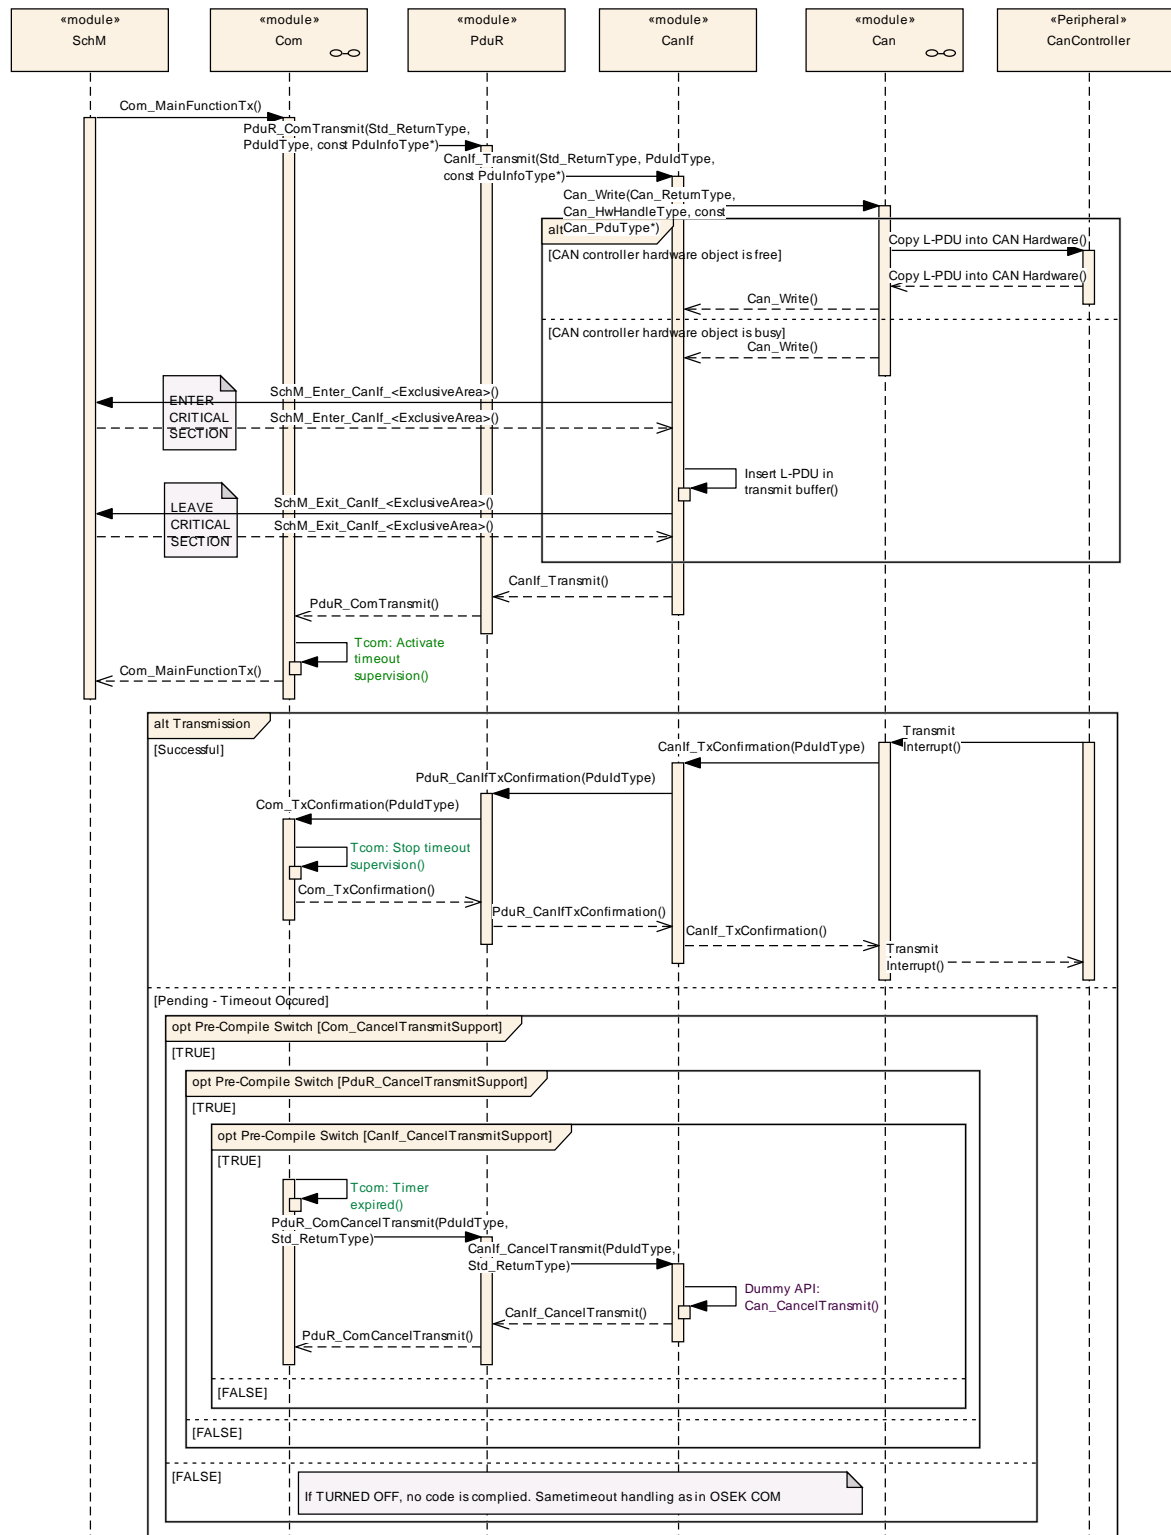 «module»
SchM
«module»
Com
«module»
PduR
«module»
CanIf
«module»
Can
«Peripheral»
CanController
Com_MainFunctionTx()
PduR_ComTransmit(Std_ReturnType,
PduIdType, const PduInfoType*)
CanIf_Transmit(Std_ReturnType, PduIdType,
const PduInfoType*)
Can_Write(Can_ReturnType,
Can_HwHandleType, const
Can_PduType*)
alt
Copy L-PDU into CAN Hardware()
[CAN controller hardware object is free]
Copy L-PDU into CAN Hardware()
Can_Write()
[CAN controller hardware object is busy]
Can_Write()
ENTER
CRITICAL
SECTION
SchM_Enter_CanIf_<ExclusiveArea>()
SchM_Enter_CanIf_<ExclusiveArea>()
Insert L-PDU in
transmit buffer()
LEAVE
CRITICAL
SECTION
SchM_Exit_CanIf_<ExclusiveArea>()
SchM_Exit_CanIf_<ExclusiveArea>()
CanIf_Transmit()
PduR_ComTransmit()
Tcom: Activate
timeout
supervision()
Com_MainFunctionTx()
alt Transmission
[Successful]
Transmit
Interrupt()
CanIf_TxConfirmation(PduIdType)
PduR_CanIfTxConfirmation(PduIdType)
Com_TxConfirmation(PduIdType)
Tcom: Stop timeout
supervision()
Com_TxConfirmation()
PduR_CanIfTxConfirmation()
CanIf_TxConfirmation()
Transmit
Interrupt()
[Pending - Timeout Occured]
opt Pre-Compile Switch [Com_CancelTransmitSupport]
[TRUE]
opt Pre-Compile Switch [PduR_CancelTransmitSupport]
[TRUE]
opt Pre-Compile Switch [CanIf_CancelTransmitSupport]
[TRUE]
Tcom: Timer
expired()
PduR_ComCancelTransmit(PduIdType,
Std_ReturnType)
CanIf_CancelTransmit(PduIdType,
Std_ReturnType)
Dummy API:
Can_CancelTransmit()
CanIf_CancelTransmit()
PduR_ComCancelTransmit()
[FALSE]
[FALSE]
[FALSE]
If TURNED OFF, no code is complied. Sametimeout handling as in OSEK COM